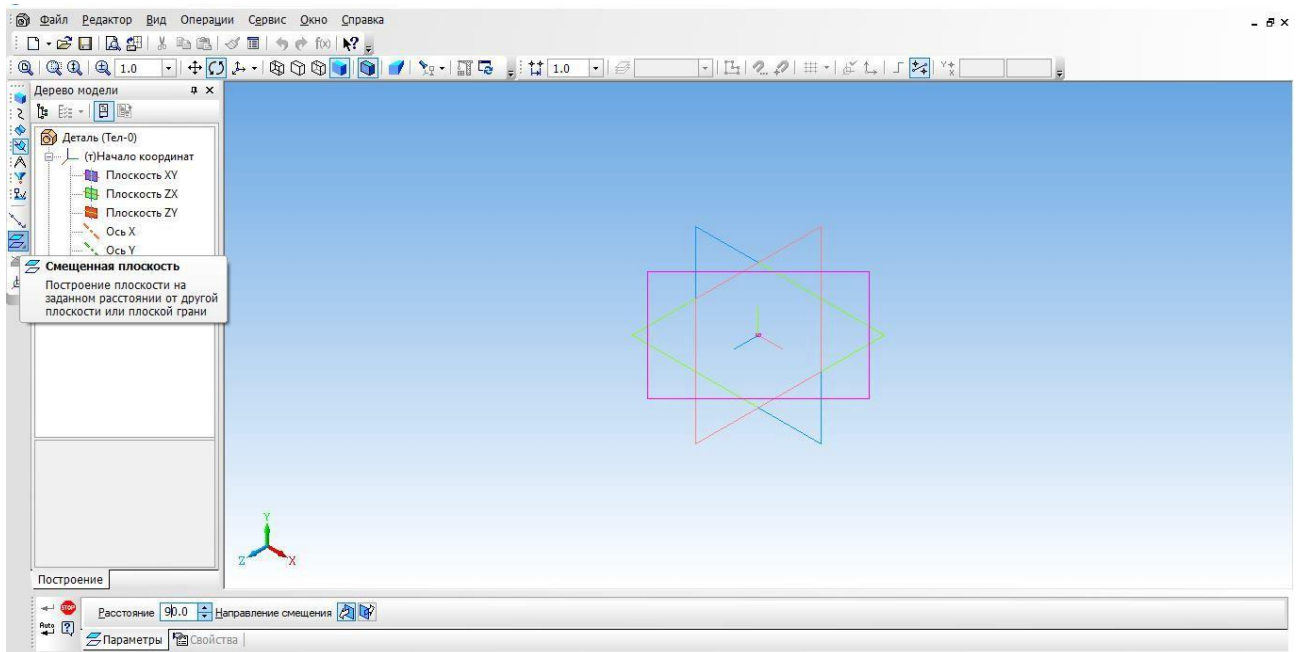 Файл Редактор Вид Операции Сервис Окно Справка
1.0 1.0
Дерево модели
Деталь (Тел-0)
(т)Начало координат
Плоскость XY
Плоскость ZX
Плоскость ZY
Ось X
Ось Y
Смещенная плоскость
Построение плоскости на
заданном расстоянии от другой
плоскости или плоской грани
Y
Z X
Построение
STOP Расстояние 90.0 Направление смещения
Auto
Параметры Свойства